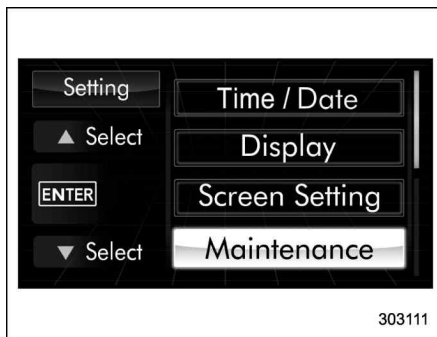 Setting
▲ Select
ENTER
▼ Select
Time / Date
Display
Screen Setting
Maintenance
303111